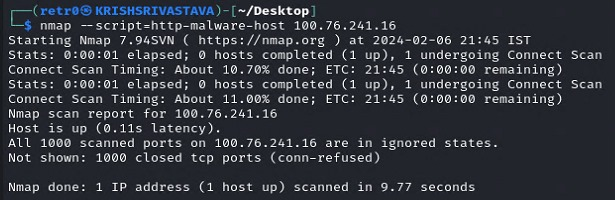 ┌──(retr0㉿KRISHSRIVASTAVA)-[~/Desktop]
└─$ nmap --script=http-malware-host 100.76.241.16
Starting Nmap 7.94SVN ( https://nmap.org ) at 2024-02-06 21:45 IST
Stats: 0:00:01 elapsed; 0 hosts completed (1 up), 1 undergoing Connect Scan
Connect Scan Timing: About 10.70% done; ETC: 21:45 (0:00:00 remaining)
Stats: 0:00:01 elapsed; 0 hosts completed (1 up), 1 undergoing Connect Scan
Connect Scan Timing: About 11.00% done; ETC: 21:45 (0:00:00 remaining)
Nmap scan report for 100.76.241.16
Host is up (0.11s latency).
All 1000 scanned ports on 100.76.241.16 are in ignored states.
Not shown: 1000 closed tcp ports (conn-refused)

Nmap done: 1 IP address (1 host up) scanned in 9.77 seconds